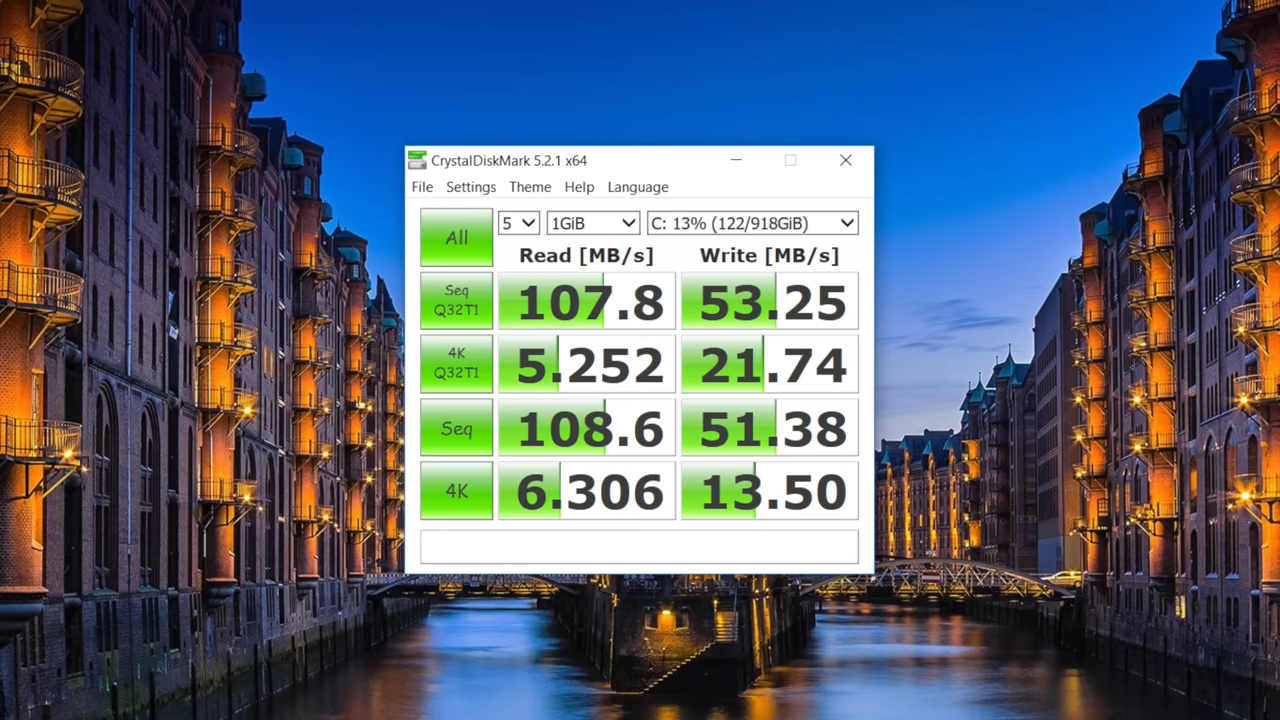 CrystalDiskMark 5.2.1 x64
File Settings Theme Help Language
All 5 1GiB C: 13% (122/918GiB)
Read [MB/s] Write [MB/s]
Seq
Q32T1 107.8 53.25
4K
Q32T1 5.252 21.74
Seq 108.6 51.38
4K 6.306 13.50